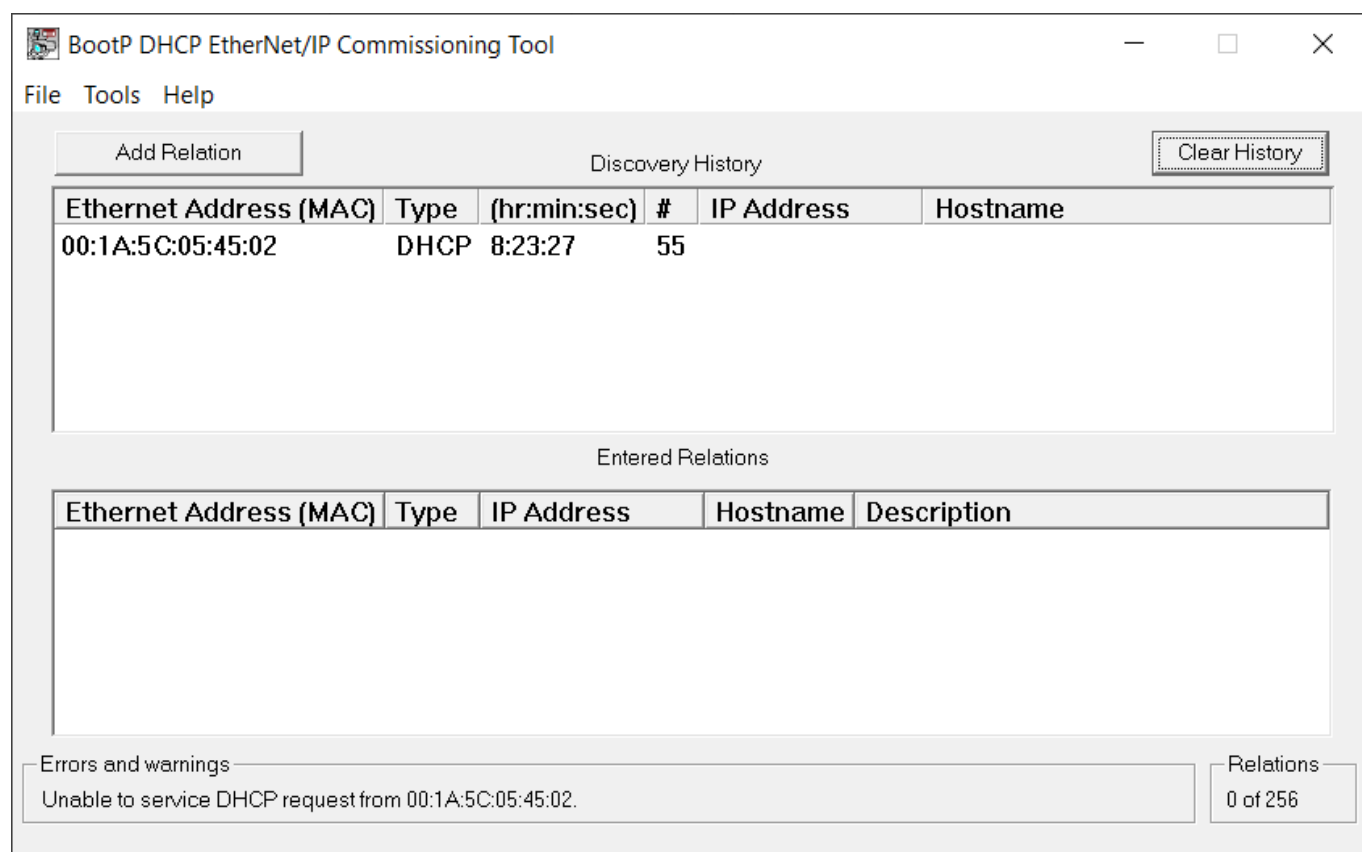 BootP DHCP EtherNet/IP Commissioning Tool
File Tools Help
Add Relation Discovery History Clear History
Ethernet Address (MAC) Type (hr:min:sec) # IP Address Hostname
00:1A:5C:05:45:02 DHCP 8:23:27 55
Entered Relations
Ethernet Address (MAC) Type IP Address Hostname Description
Errors and warnings Relations
Unable to service DHCP request from 00:1A:5C:05:45:02. 0 of 256